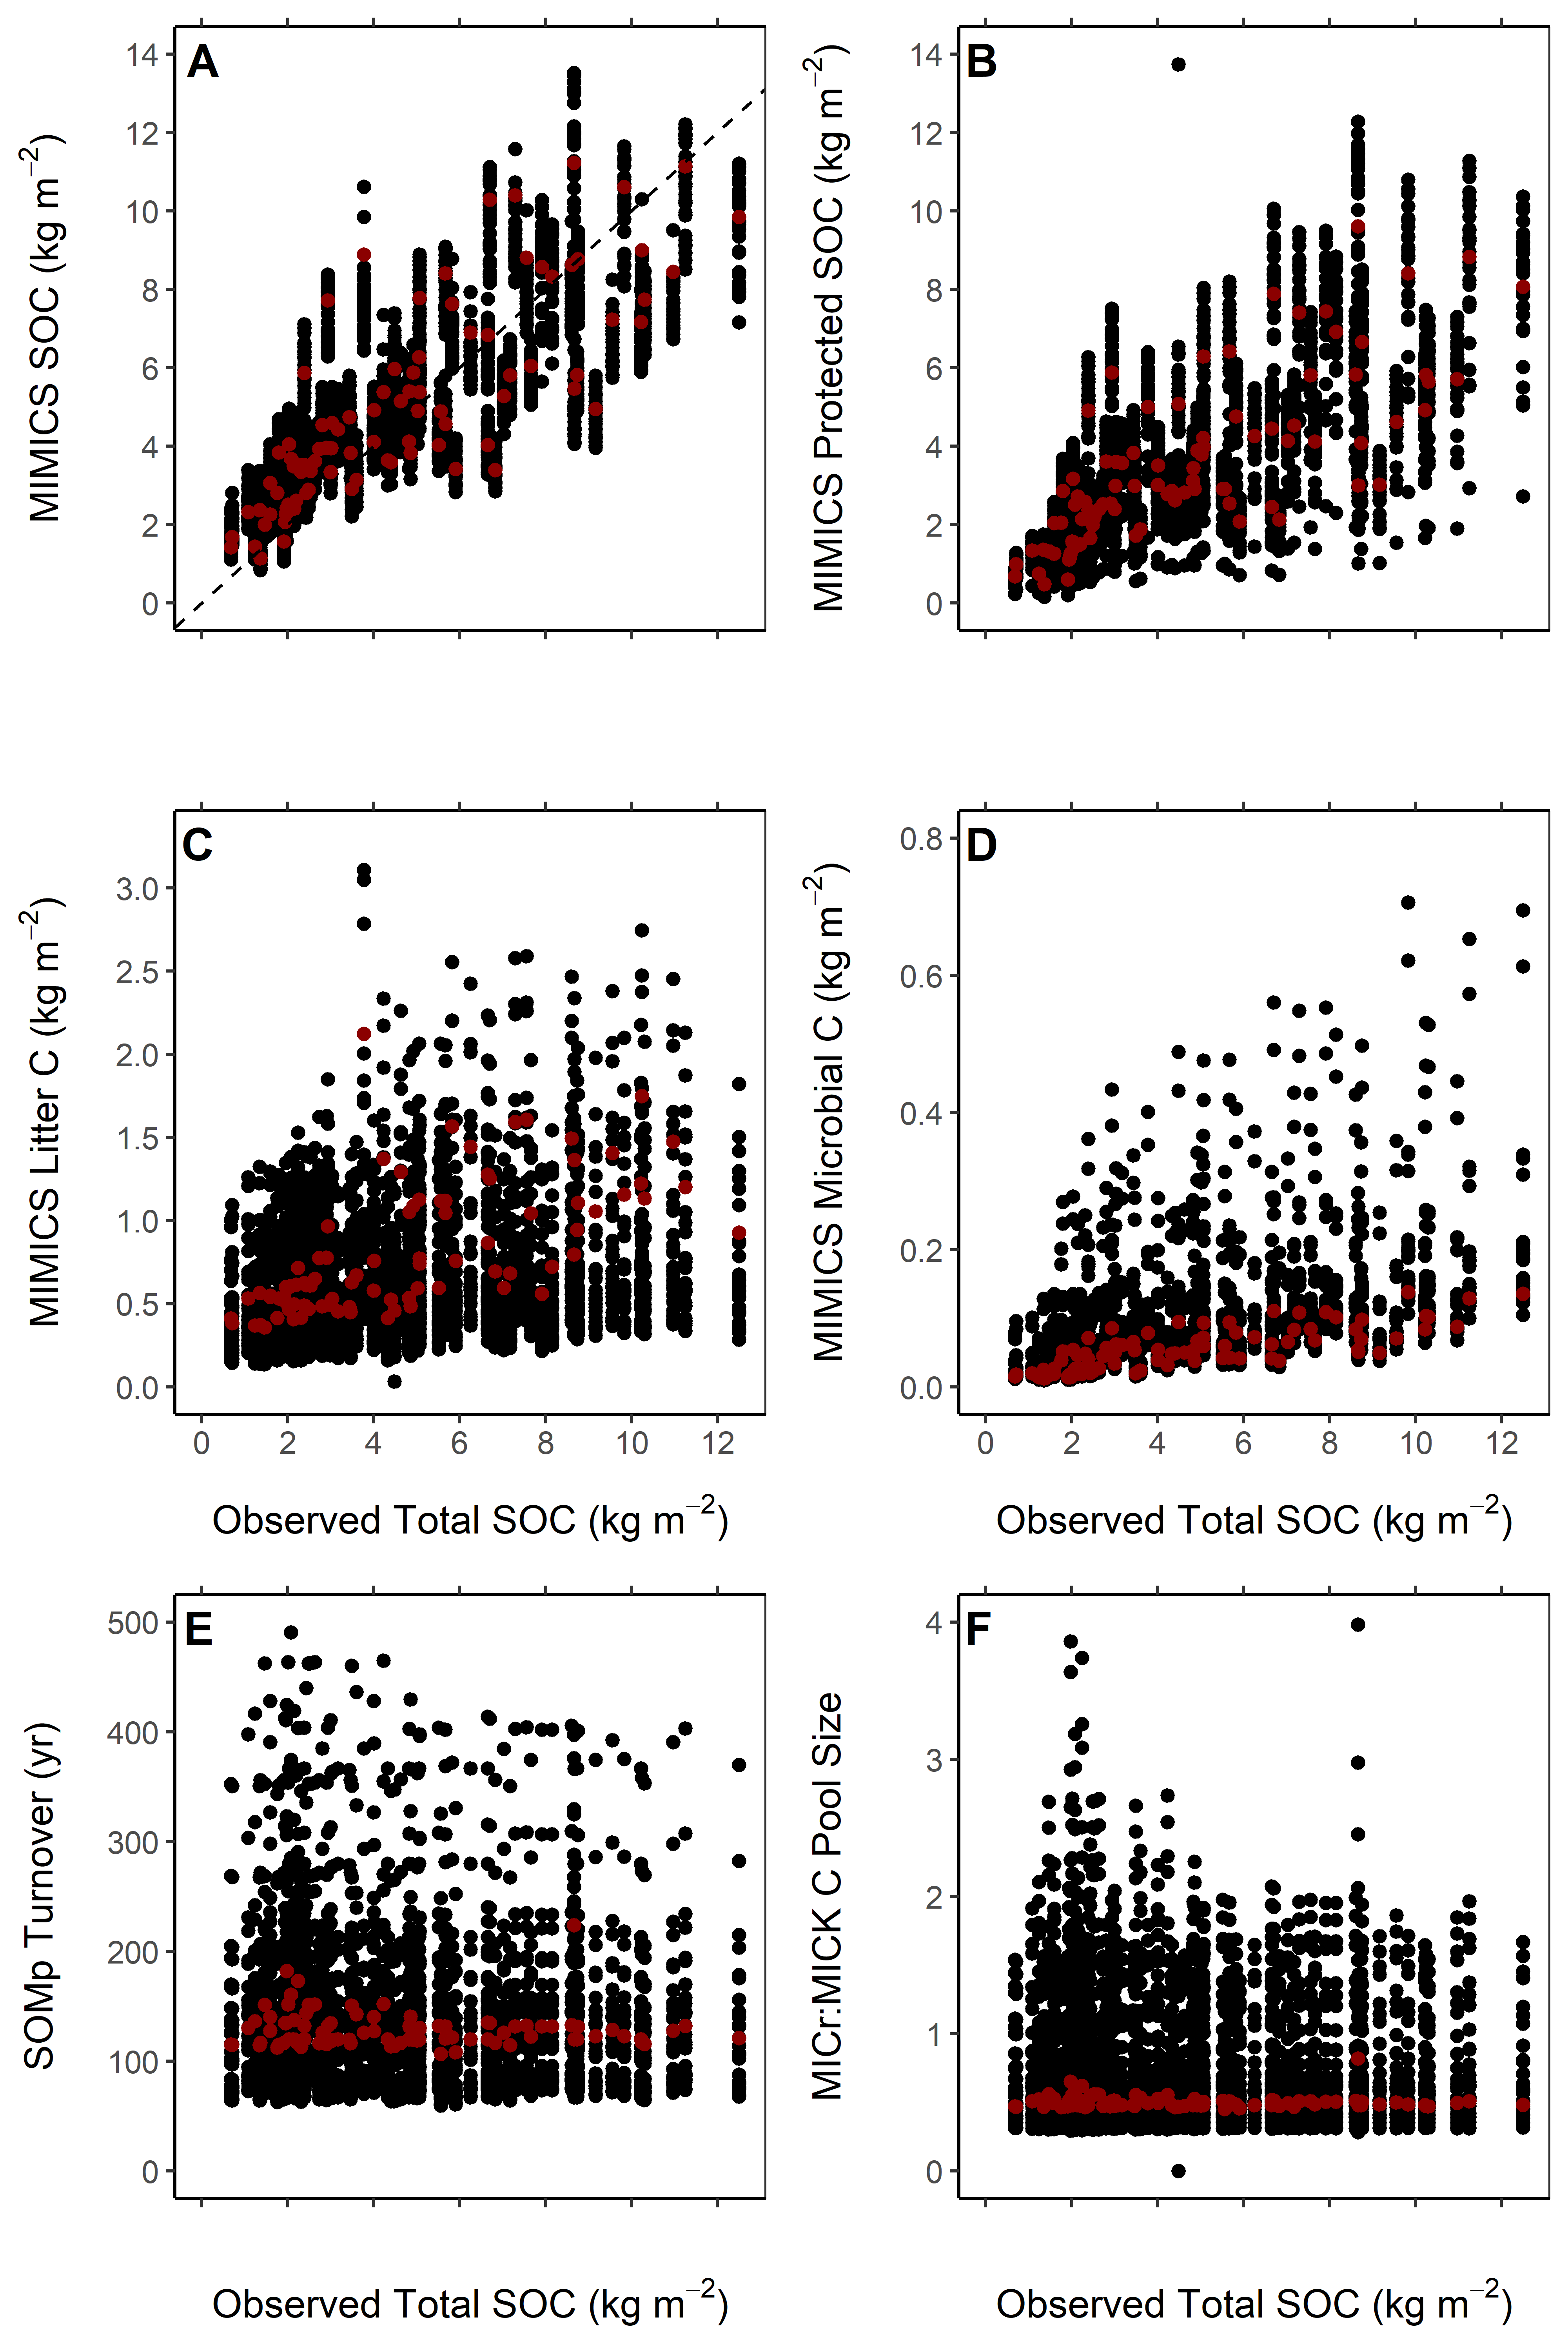 A
MIMICS SOC (kg m⁻²)
14
12
10
8
6
4
2
0
B
MIMICS Protected SOC (kg m⁻²)
14
12
10
8
6
4
2
0
C
MIMICS Litter C (kg m⁻²)
3.0
2.5
2.0
1.5
1.0
0.5
0.0
0 2 4 6 8 10 12
Observed Total SOC (kg m⁻²)
D
MIMICS Microbial C (kg m⁻²)
0.8
0.6
0.4
0.2
0.0
0 2 4 6 8 10 12
Observed Total SOC (kg m⁻²)
E
SOMp Turnover (yr)
500
400
300
200
100
0
Observed Total SOC (kg m⁻²)
F
MICr:MICK C Pool Size
4
3
2
1
0
Observed Total SOC (kg m⁻²)